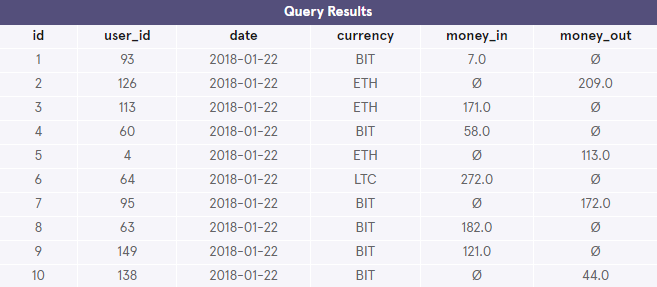 Query Results
id user_id date currency money_in money_out
1 93 2018-01-22 BIT 7.0 Ø
2 126 2018-01-22 ETH Ø 209.0
3 113 2018-01-22 ETH 171.0 Ø
4 60 2018-01-22 BIT 58.0 Ø
5 4 2018-01-22 ETH Ø 113.0
6 64 2018-01-22 LTC 272.0 Ø
7 95 2018-01-22 BIT Ø 172.0
8 63 2018-01-22 BIT 182.0 Ø
9 149 2018-01-22 BIT 121.0 Ø
10 138 2018-01-22 BIT Ø 44.0